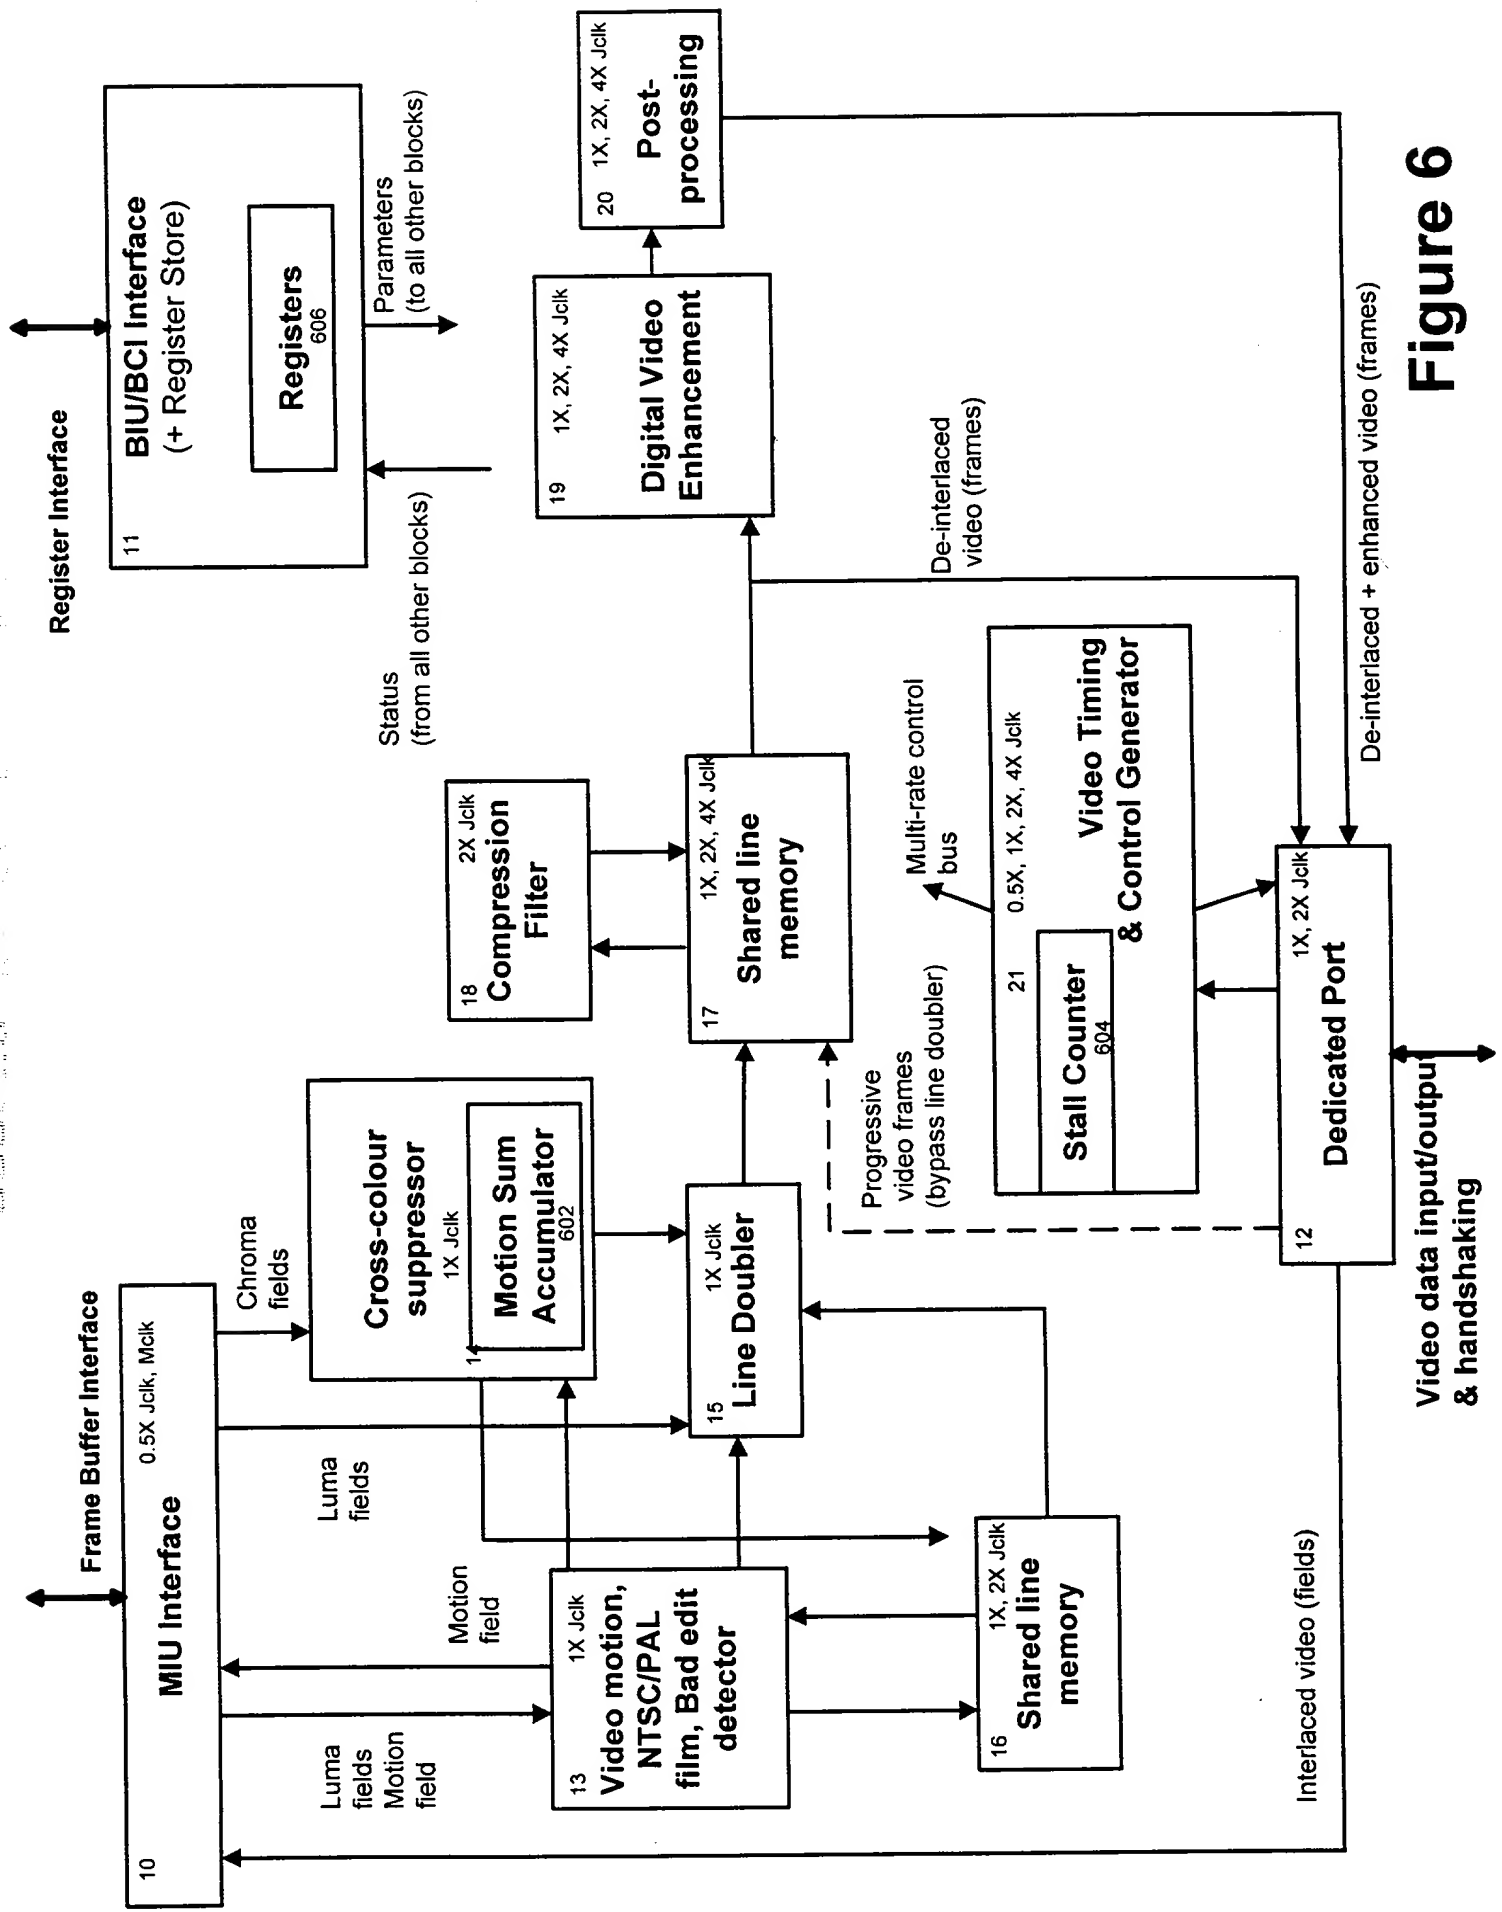 Frame Buffer Interface
Register Interface
10
MIU Interface
0.5X Jclk, Mclk
11
BIU/BCI Interface
(+ Register Store)
Registers
606
Luma
fields
Motion
field
Motion
field
Luma
fields
Chroma
fields
Status
(from all other blocks)
Parameters
(to all other blocks)
Cross-colour
suppressor
1X Jclk
14
Motion Sum
Accumulator
602
13
1X Jclk
Video motion,
NTSC/PAL
film, Bad edit
detector
18
2X Jclk
Compression
Filter
19
1X, 2X, 4X Jclk
Digital Video
Enhancement
20
1X, 2X, 4X Jclk
Post-
processing
15
1X Jclk
Line Doubler
17
1X, 2X, 4X Jclk
Shared line
memory
Progressive
video frames
(bypass line doubler)
Multi-rate control
bus
De-interlaced
video (frames)
16
1X, 2X Jclk
Shared line
memory
21
0.5X, 1X, 2X, 4X Jclk
Stall Counter
604
Video Timing
& Control Generator
12
1X, 2X Jclk
Dedicated Port
Interlaced video (fields)
De-interlaced + enhanced video (frames)
Video data input/output
& handshaking
Figure 6